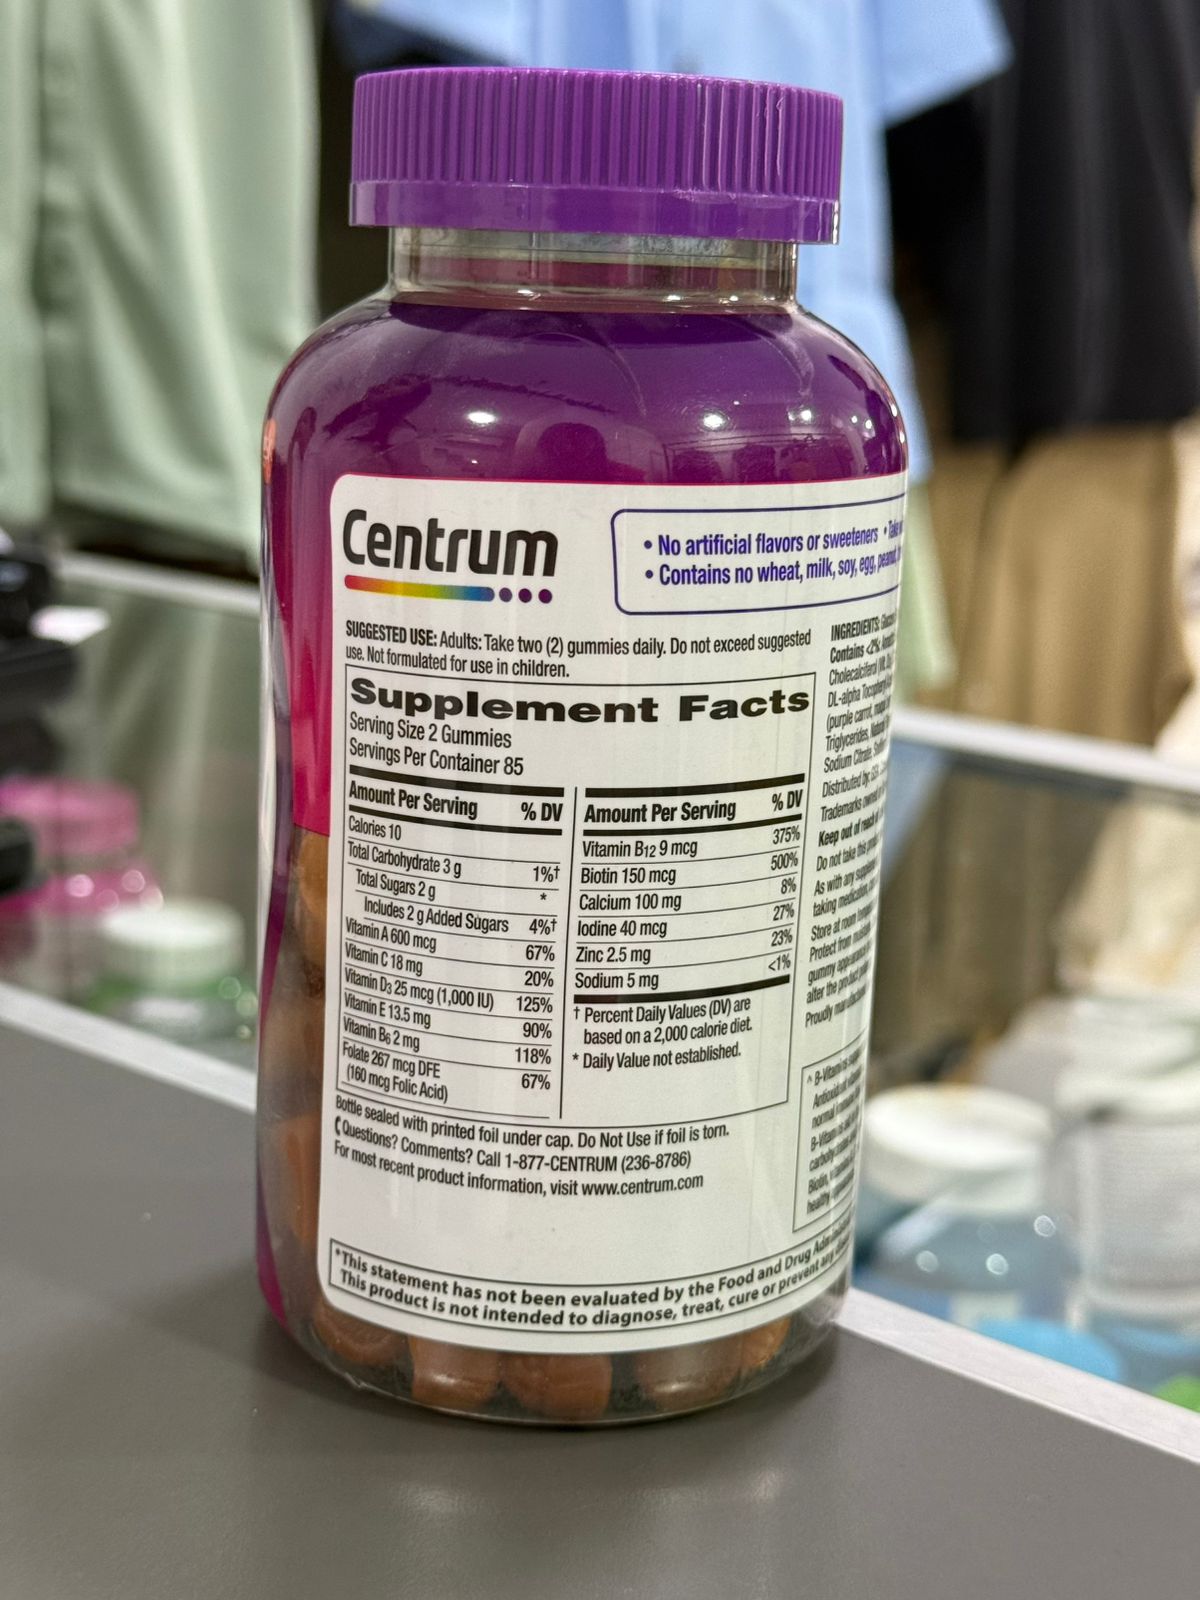 Centrum
• No artificial flavors or sweeteners • Take
• Contains no wheat, milk, soy, egg, peanut,
SUGGESTED USE: Adults: Take two (2) gummies daily. Do not exceed suggested
use. Not formulated for use in children.
Supplement Facts
Serving Size 2 Gummies
Servings Per Container 85
Amount Per Serving % DV
Calories 10
Total Carbohydrate 3 g 1%†
Total Sugars 2 g *
Includes 2 g Added Sugars 4%†
Vitamin A 600 mcg 67%
Vitamin C 18 mg 20%
Vitamin D3 25 mcg (1,000 IU) 125%
Vitamin E 13.5 mg 90%
Vitamin B6 2 mg 118%
Folate 267 mcg DFE 67%
(160 mcg Folic Acid)
Amount Per Serving % DV
Vitamin B12 9 mcg 375%
Biotin 150 mcg 500%
Calcium 100 mg 8%
Iodine 40 mcg 27%
Zinc 2.5 mg 23%
Sodium 5 mg <1%
† Percent Daily Values (DV) are
based on a 2,000 calorie diet.
* Daily Value not established.
Bottle sealed with printed foil under cap. Do Not Use if foil is torn.
Questions? Comments? Call 1-877-CENTRUM (236-8786)
For most recent product information, visit www.centrum.com
*This statement has not been evaluated by the Food and Drug
This product is not intended to diagnose, treat, cure or prevent any
INGREDIENTS:
Contains <2%:
Cholecalciferol
DL-alpha
(purple carrot,
Triglycerides,
Sodium Citrate,
Distributed by:
Trademarks owned
Keep out of reach
Do not take this
As with any
taking medication,
Store at room
Protect from
gummy
alter the
Proudly
^ B-Vitamins
Antioxidant
normal
B-Vitamins
Biotin,
healthy